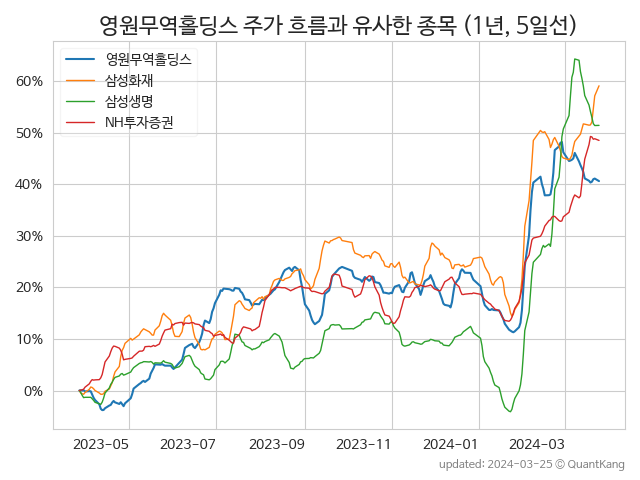 영원무역홀딩스 주가 흐름과 유사한 종목 (1년, 5일선)
영원무역홀딩스
삼성화재
삼성생명
NH투자증권
60%
50%
40%
30%
20%
10%
0%
2023-05 2023-07 2023-09 2023-11 2024-01 2024-03
updated: 2024-03-25 © QuantKang